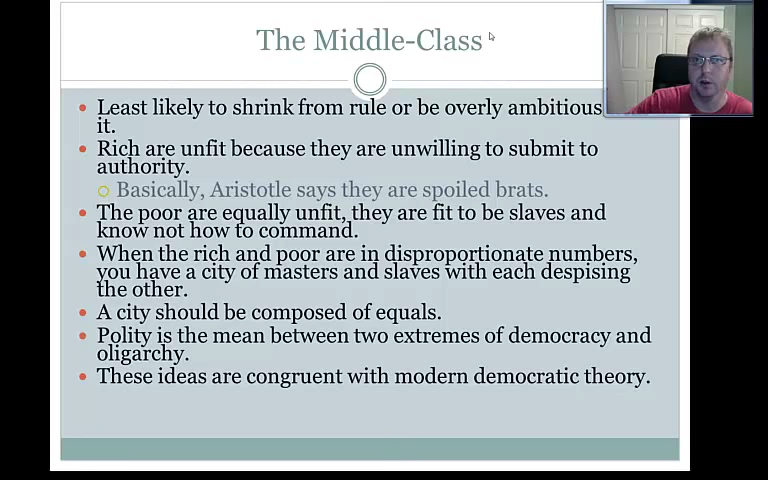 The Middle-Class
Least likely to shrink from rule or be overly ambitious
it.
Rich are unfit because they are unwilling to submit to
authority.
Basically, Aristotle says they are spoiled brats.
The poor are equally unfit, they are fit to be slaves and
know not how to command.
When the rich and poor are in disproportionate numbers,
you have a city of masters and slaves with each despising
the other.
A city should be composed of equals.
Polity is the mean between two extremes of democracy and
oligarchy.
These ideas are congruent with modern democratic theory.